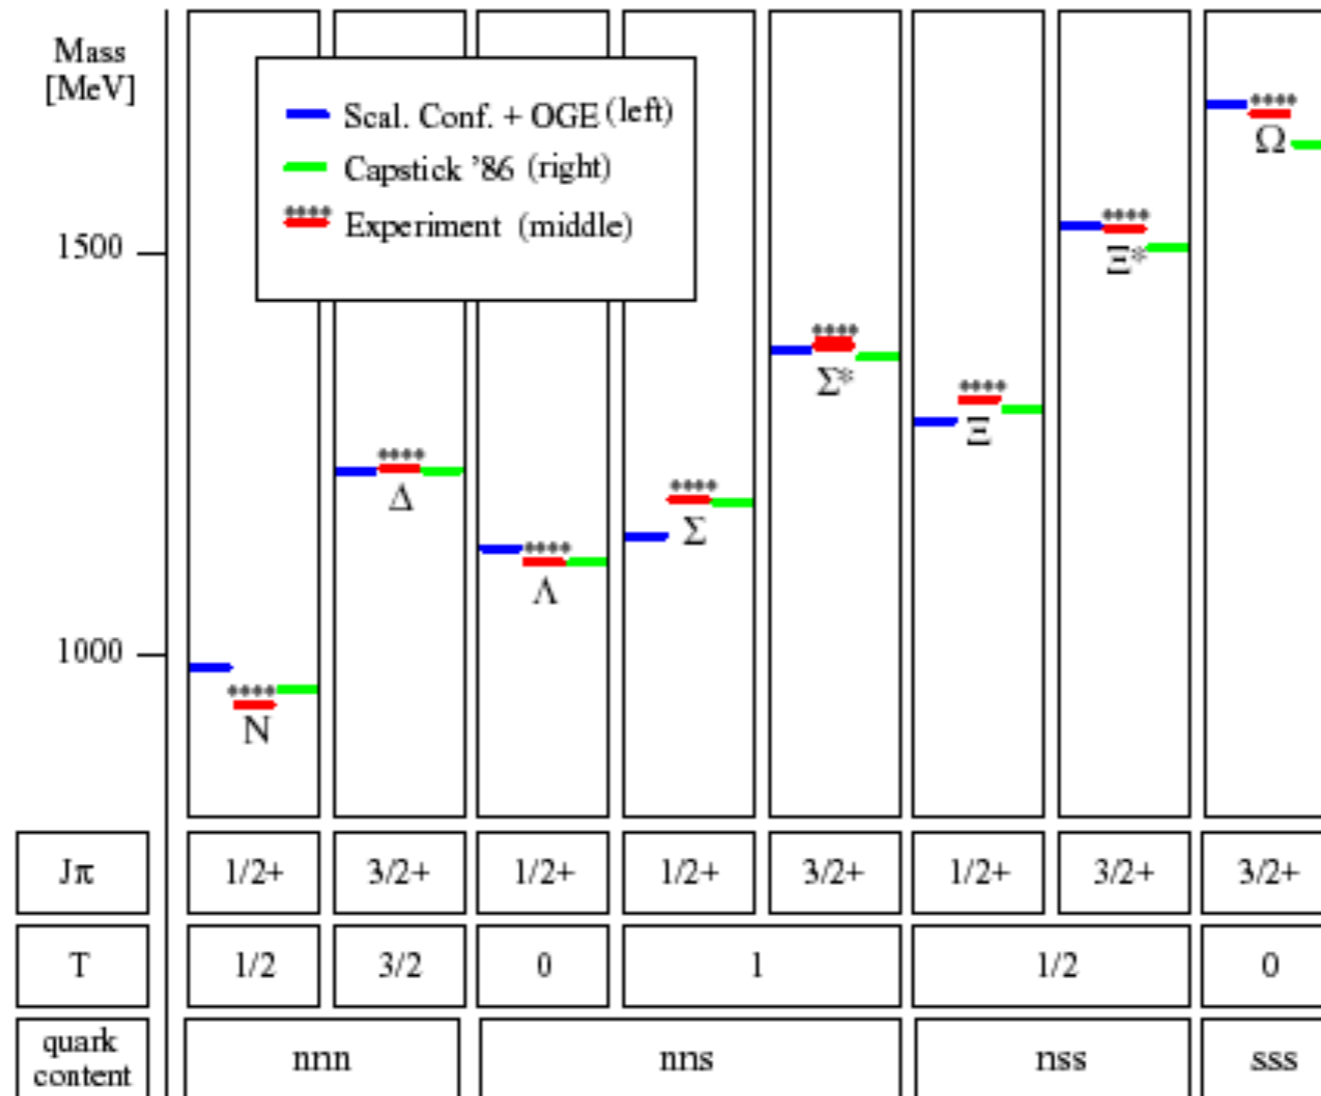 Mass
[MeV]
Scal. Conf. + OGE (left)
Capstick '86 (right)
**** Experiment (middle)
1500
1000
****
N
****
Δ
****
Λ
****
Σ
****
Σ*
****
Ξ
****
Ξ*
****
Ω
Jπ 1/2+ 3/2+ 1/2+ 1/2+ 3/2+ 1/2+ 3/2+ 3/2+
T 1/2 3/2 0 1 1/2 0
quark
content
nnn nns nss sss